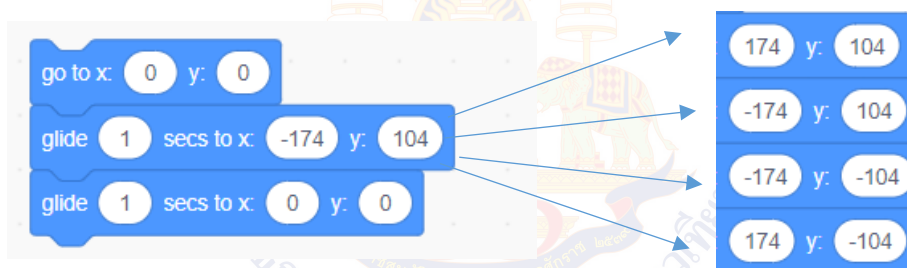 go to x: 0 y: 0
glide 1 secs to x: -174 y: 104
glide 1 secs to x: 0 y: 0
174 y: 104
-174 y: 104
-174 y: -104
174 y: -104